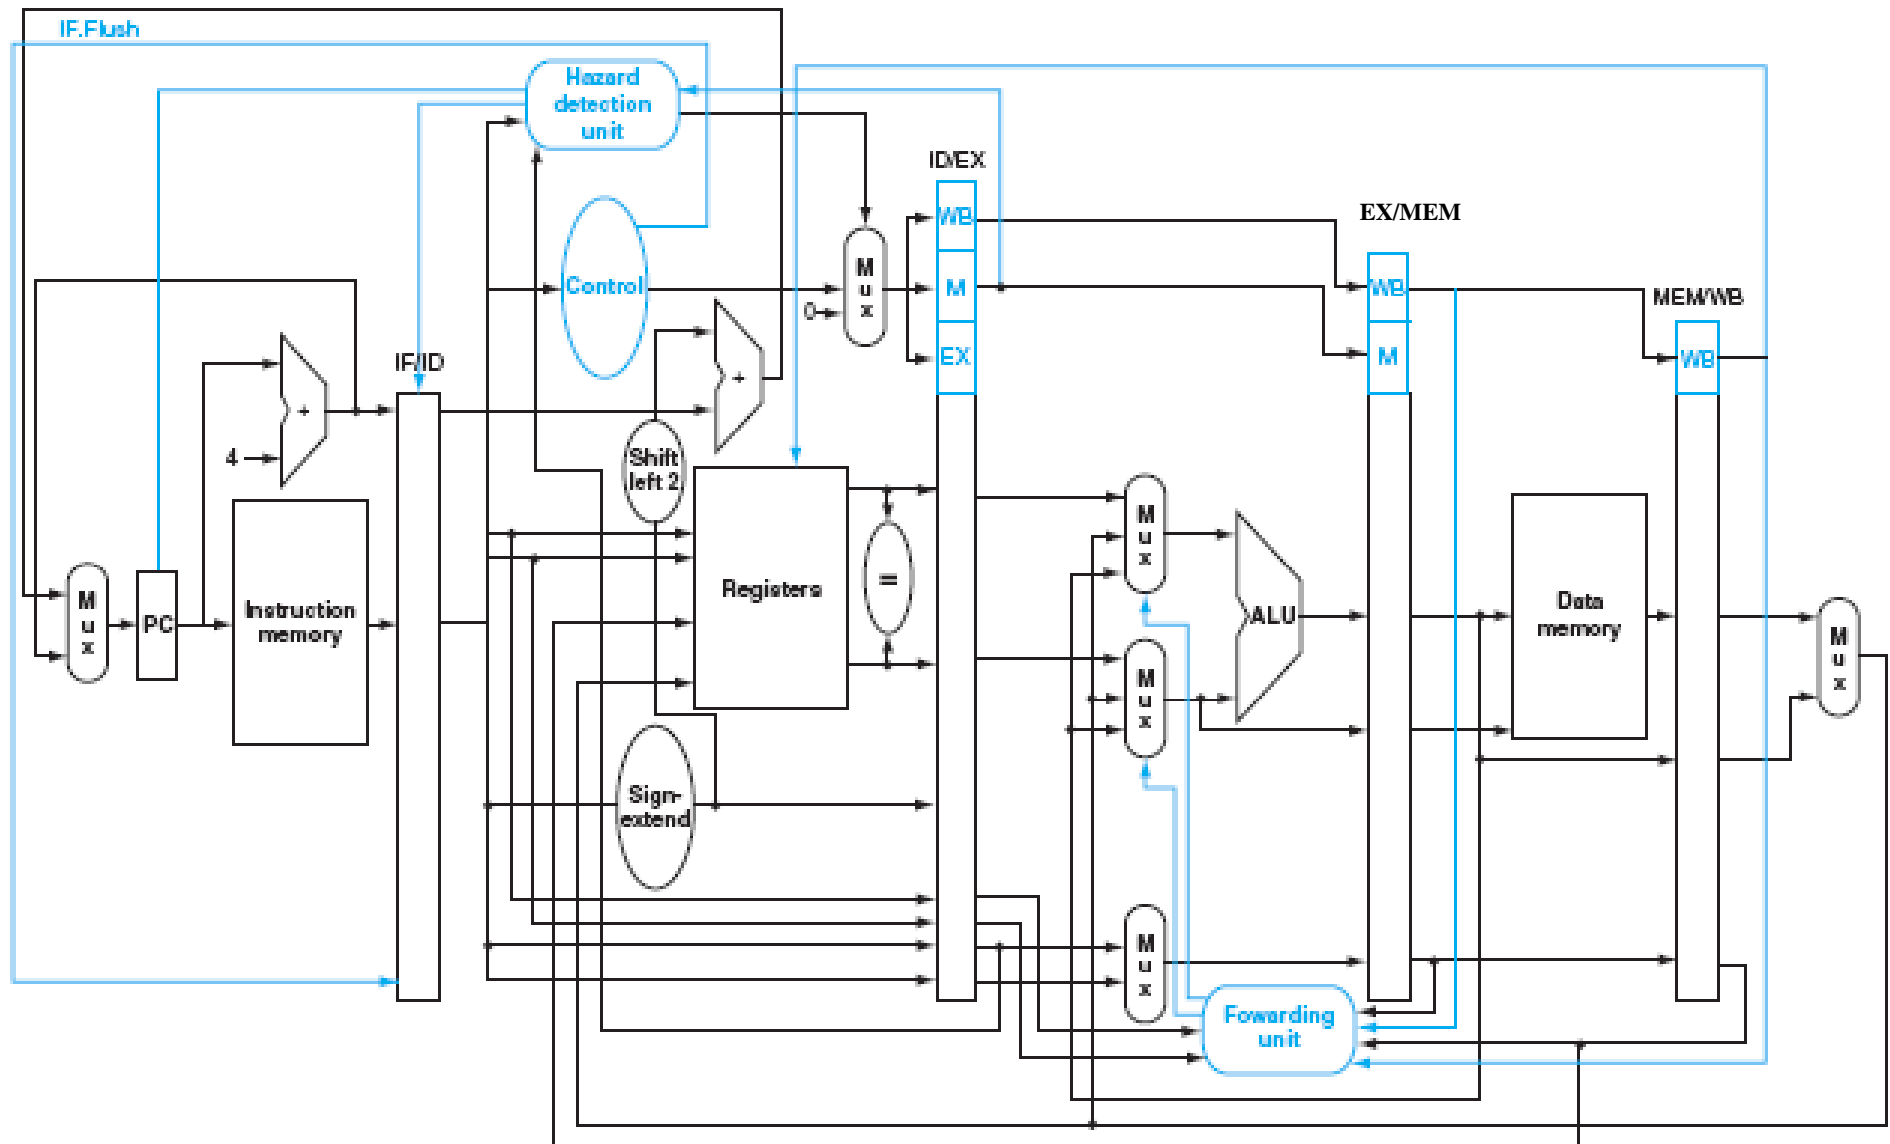 IF.Flush
Hazard
detection
unit
ID/EX
WB
EX/MEM
Control
M
u
x
M
WB
MEM/WB
0
IF/ID
+
EX
M
WB
+
4
Shift
left 2
M
u
x
=
M
u
x
PC
Instruction
memory
Registers
ALU
Data
memory
M
u
x
M
u
x
Sign-
extend
M
u
x
Fowarding
unit